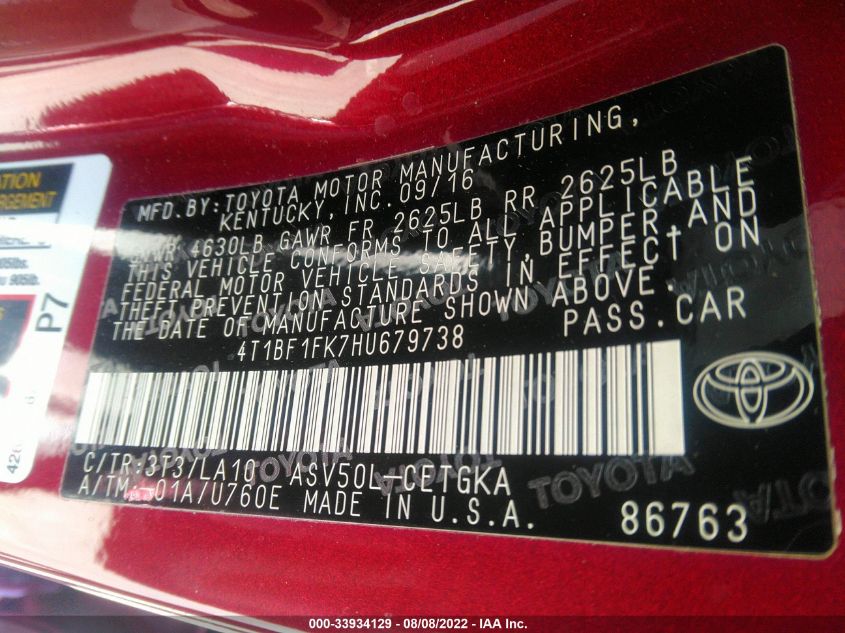 MFD.BY:TOYOTA MOTOR MANUFACTURING,
KENTUCKY, INC. 09/16
GVWR 4630LB GAWR FR 2625LB RR 2625LB
THIS VEHICLE CONFORMS TO ALL APPLICABLE
FEDERAL MOTOR VEHICLE SAFETY,BUMPER,AND
THEFT PREVENTION STANDARDS IN EFFECT ON
THE DATE OF MANUFACTURE SHOWN ABOVE.
4T1BF1FK7HU679738 PASS.CAR
C/TR:3T3/LA10 ASV50L-CETGKA
A/TM:-01A/U760E MADE IN U.S.A.
86763
P7
000-33934129 - 08/08/2022 - IAA Inc.